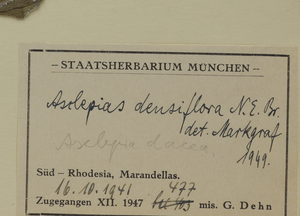 – STAATSHERBARIUM MÜNCHEN –
Asclepias densiflora N.E.Br.
det. Markgraf
1949.
Süd – Rhodesia, Marandellas.
16.10.1941 477
Zugegangen XII. 1947 mis. G. Dehn